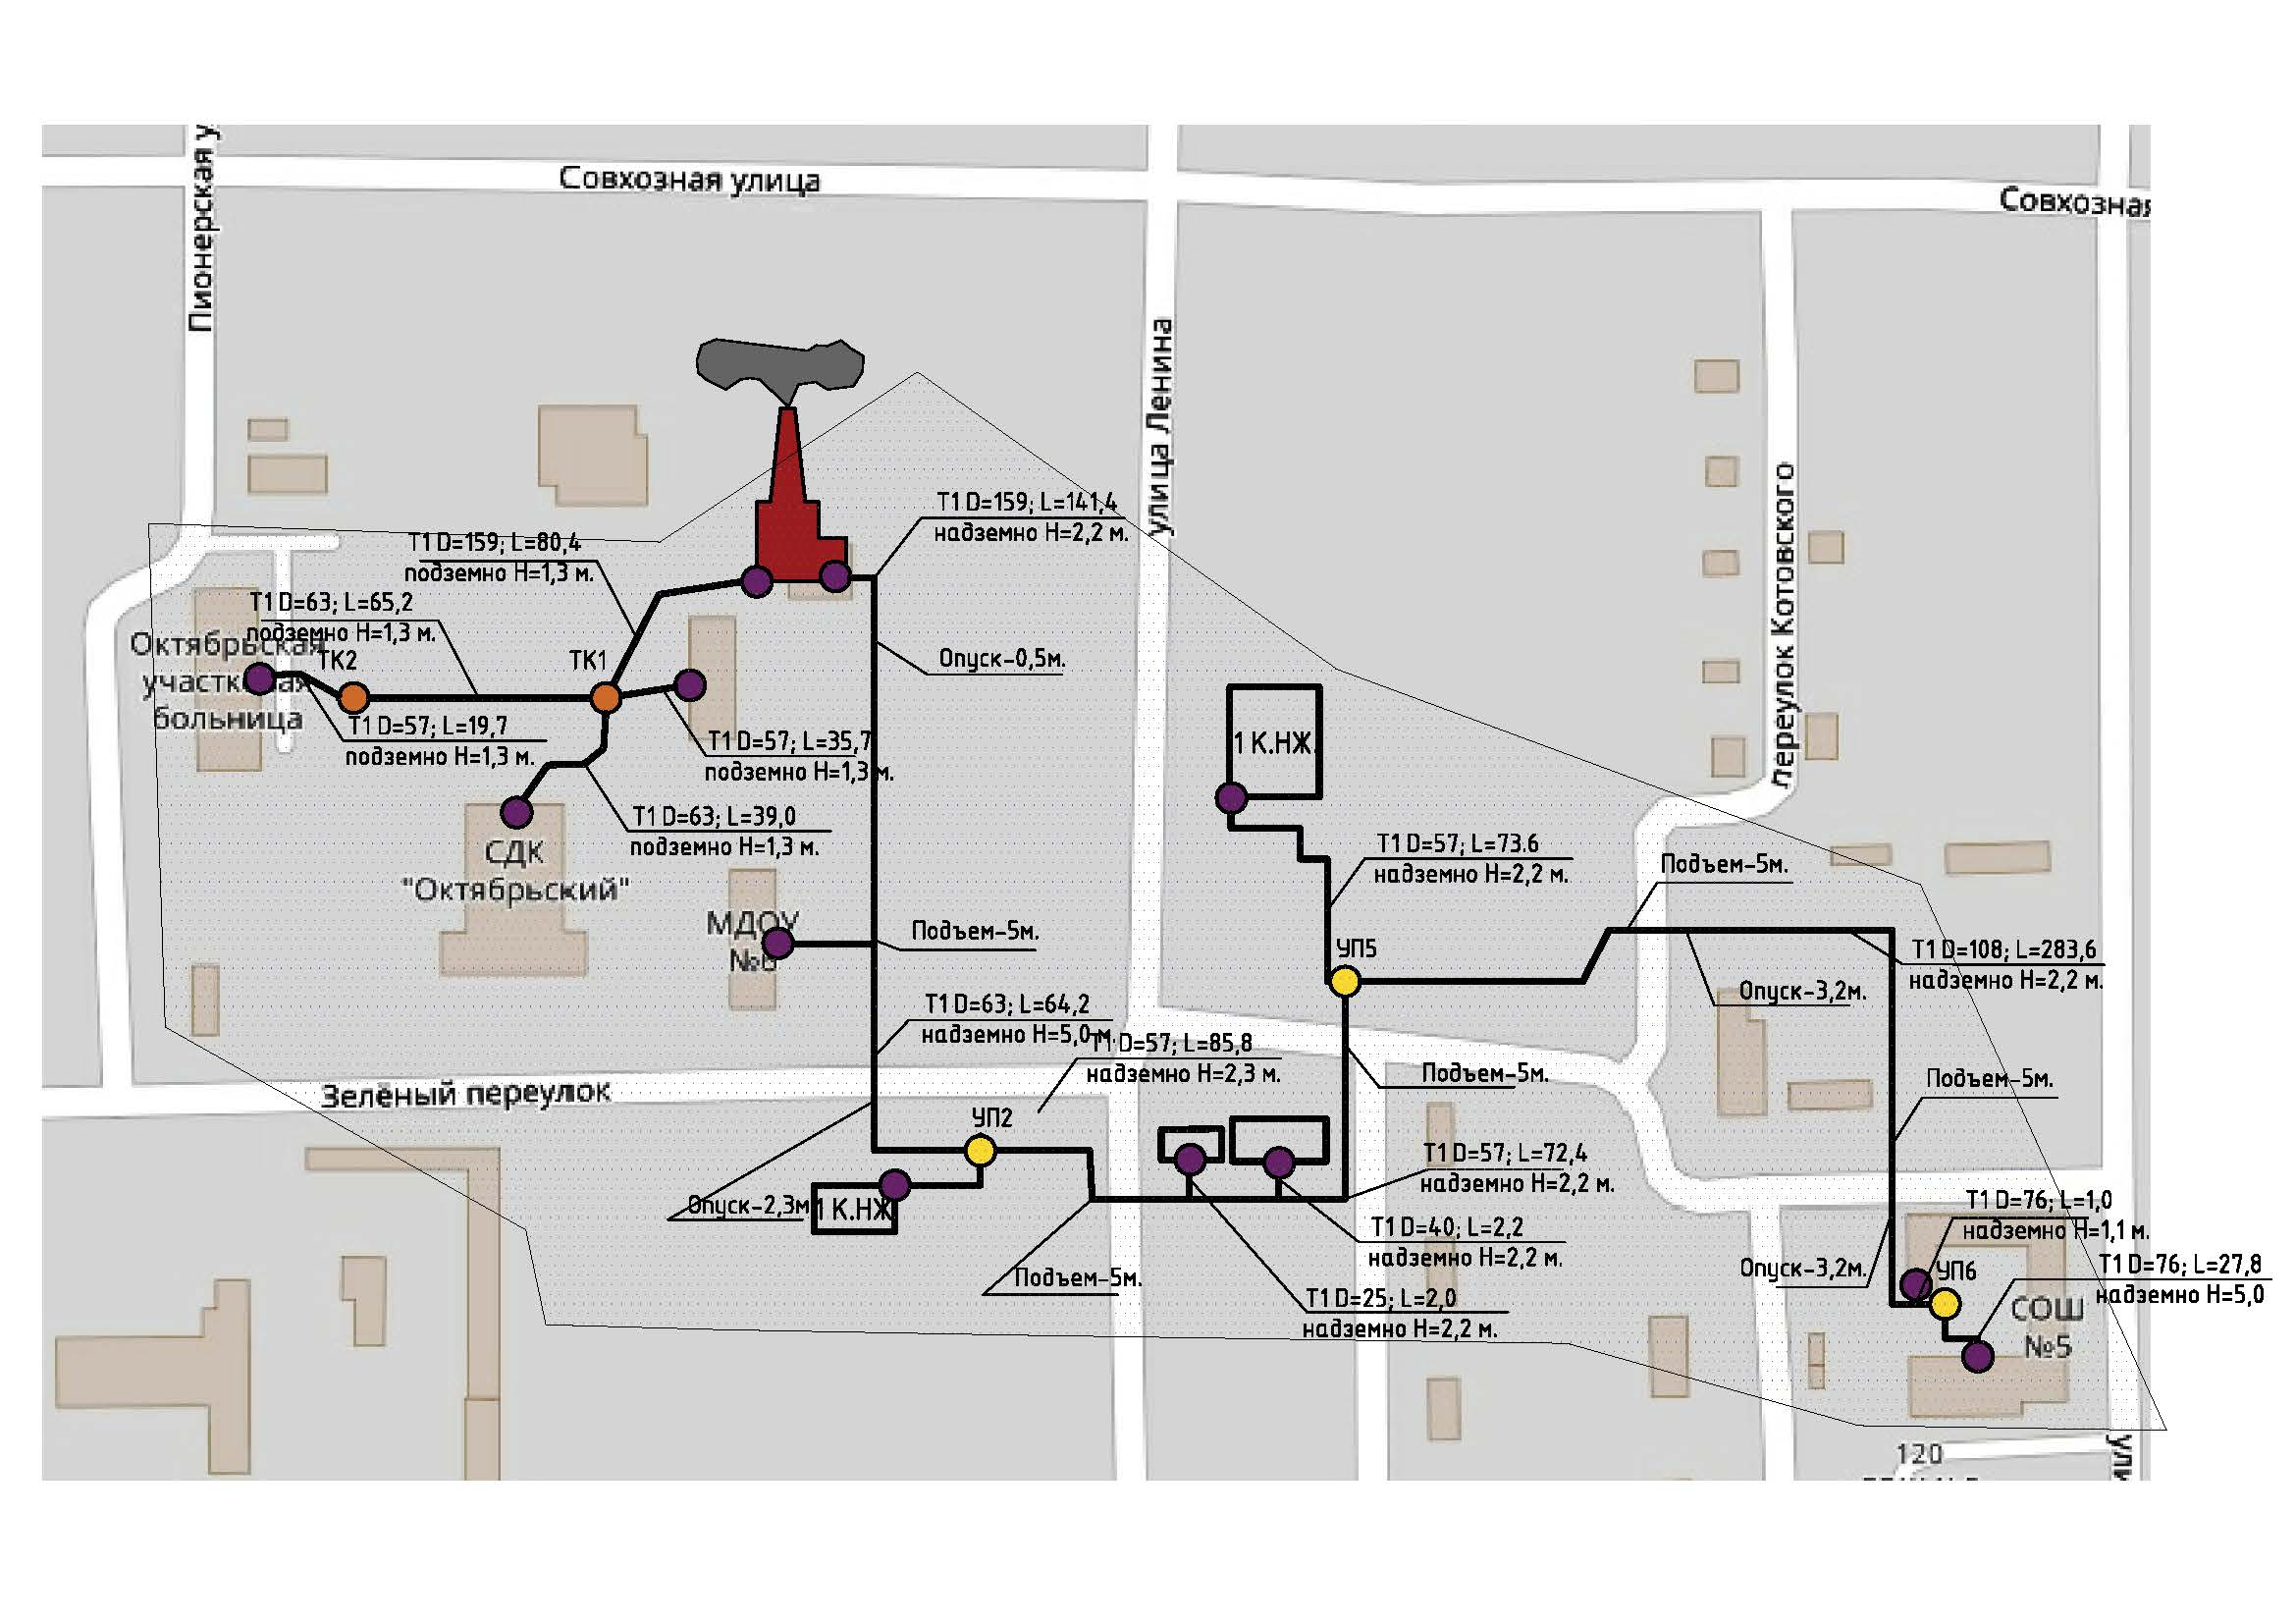 Пионерская у
Совхозная улица
Совхозная
улица Ленина
переулок Котовского
T1 D=159; L=141,4
надземно H=2,2 м.
T1 D=159; L=80,4
подземно H=1,3 м.
T1 D=63; L=65,2
подземно H=1,3 м.
Октябрьская
участковая
больница
ТК2
ТК1
Опуск-0,5м.
T1 D=57; L=19,7
подземно H=1,3 м.
T1 D=57; L=35,7
подземно H=1,3 м.
1 К.НЖ.
T1 D=63; L=39,0
подземно H=1,3 м.
СДК
"Октябрьский"
T1 D=57; L=73.6
надземно H=2,2 м.
Подъем-5м.
МДОУ
№6
Подъем-5м.
УП5
T1 D=108; L=283,6
надземно H=2,2 м.
Опуск-3,2м.
T1 D=63; L=64,2
надземно H=5,0 м.
T1 D=57; L=85,8
надземно H=2,3 м.
Подъем-5м.
Подъем-5м.
Зелёный переулок
УП2
T1 D=57; L=72,4
надземно H=2,2 м.
Опуск-2,3м.
1 К.НЖ
T1 D=40; L=2,2
надземно H=2,2 м.
T1 D=76; L=1,0
надземно H=1,1 м.
Подъем-5м.
Опуск-3,2м.
УП6
T1 D=76; L=27,8
надземно H=5,0
T1 D=25; L=2,0
надземно H=2,2 м.
СОШ
№5
120
ули